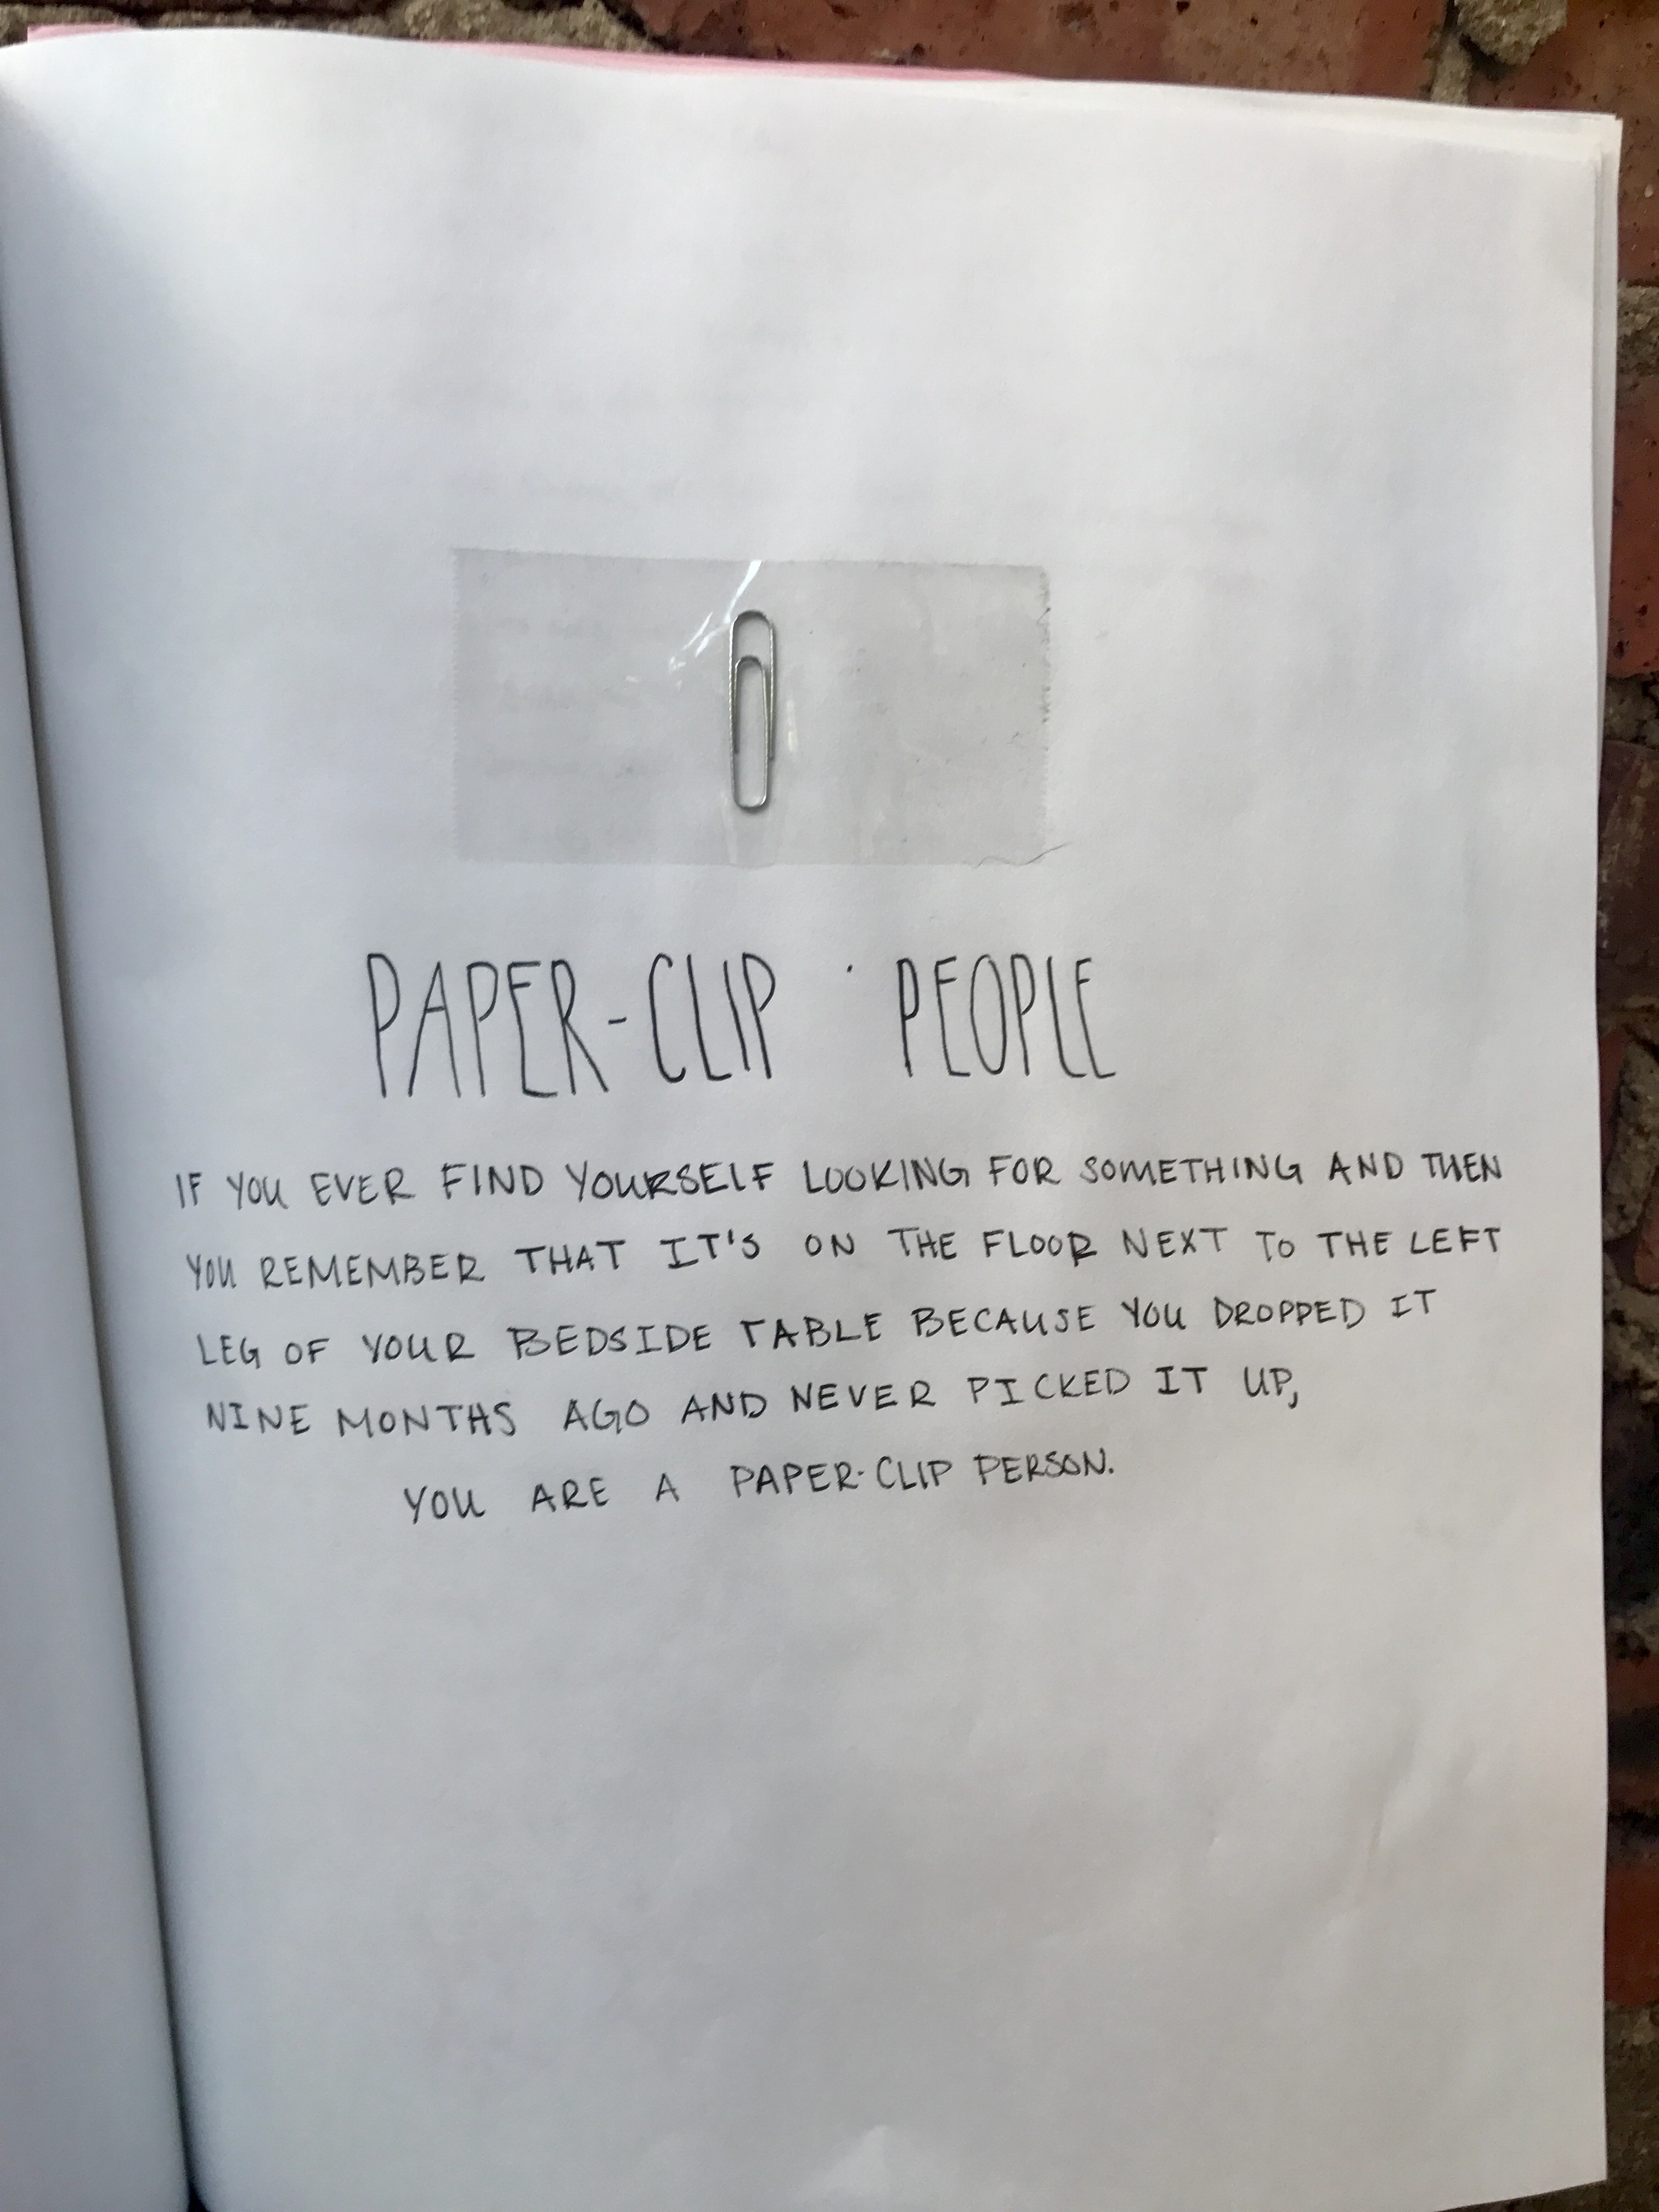 PAPER-CLIP PEOPLE
IF YOU EVER FIND YOURSELF LOOKING FOR SOMETHING AND THEN
YOU REMEMBER THAT IT'S ON THE FLOOR NEXT TO THE LEFT
LEG OF YOUR BEDSIDE TABLE BECAUSE YOU DROPPED IT
NINE MONTHS AGO AND NEVER PICKED IT UP,
YOU ARE A PAPER-CLIP PERSON.